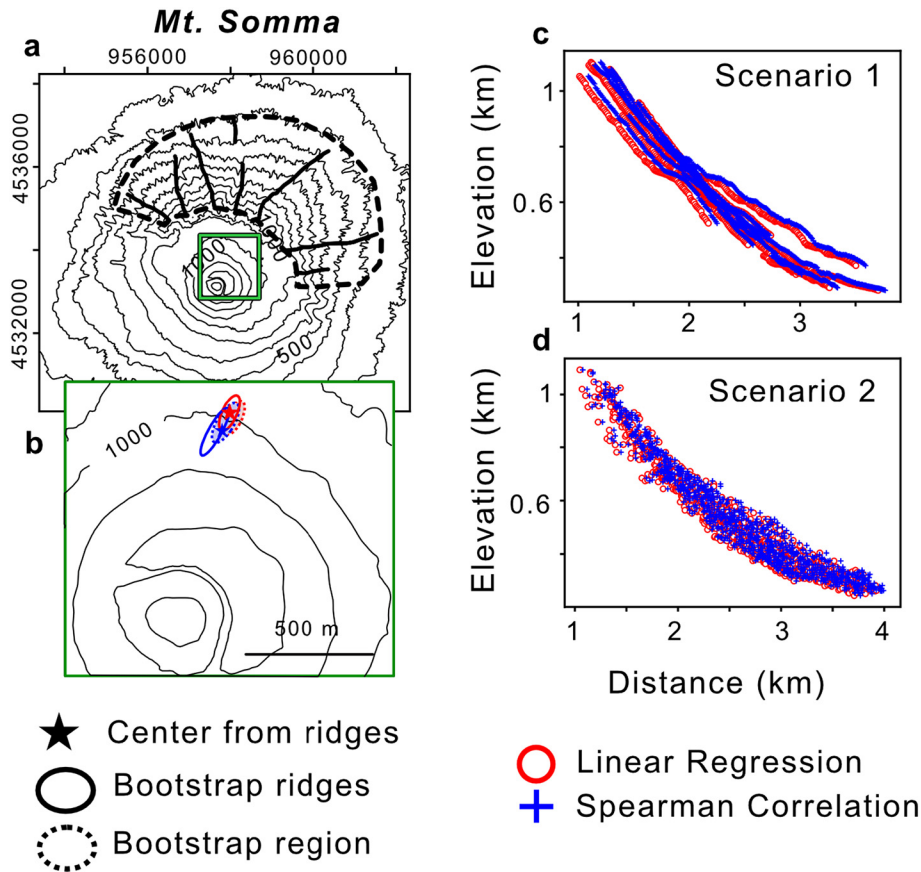 Mt. Somma
a
956000
960000
4536000
4532000
1000
500
b
1000
500 m
c
Scenario 1
Elevation (km)
1
0.6
1
2
3
d
Scenario 2
Elevation (km)
1
0.6
1
2
3
4
Distance (km)
Center from ridges
Bootstrap ridges
Bootstrap region
Linear Regression
Spearman Correlation